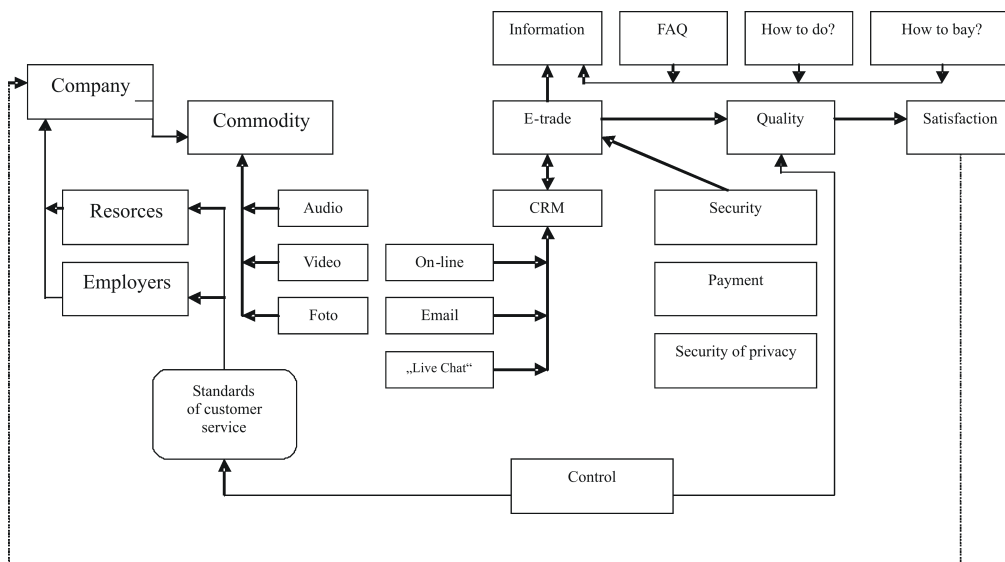 Information
FAQ
How to do?
How to bay?
Company
Commodity
E-trade
Quality
Satisfaction
Resorces
Audio
CRM
Security
Employers
Video
On-line
Payment
Foto
Email
Security of privacy
„Live Chat“
Standards
of customer
service
Control